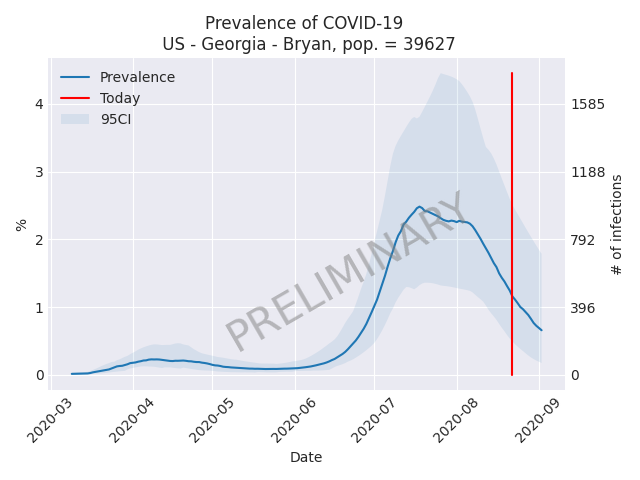 Prevalence of COVID-19
US - Georgia - Bryan, pop. = 39627
Prevalence
Today
95CI
PRELIMINARY
%
4
3
2
1
0
1585
1188
792
396
0
# of infections
2020-03
2020-04
2020-05
2020-06
2020-07
2020-08
2020-09
Date